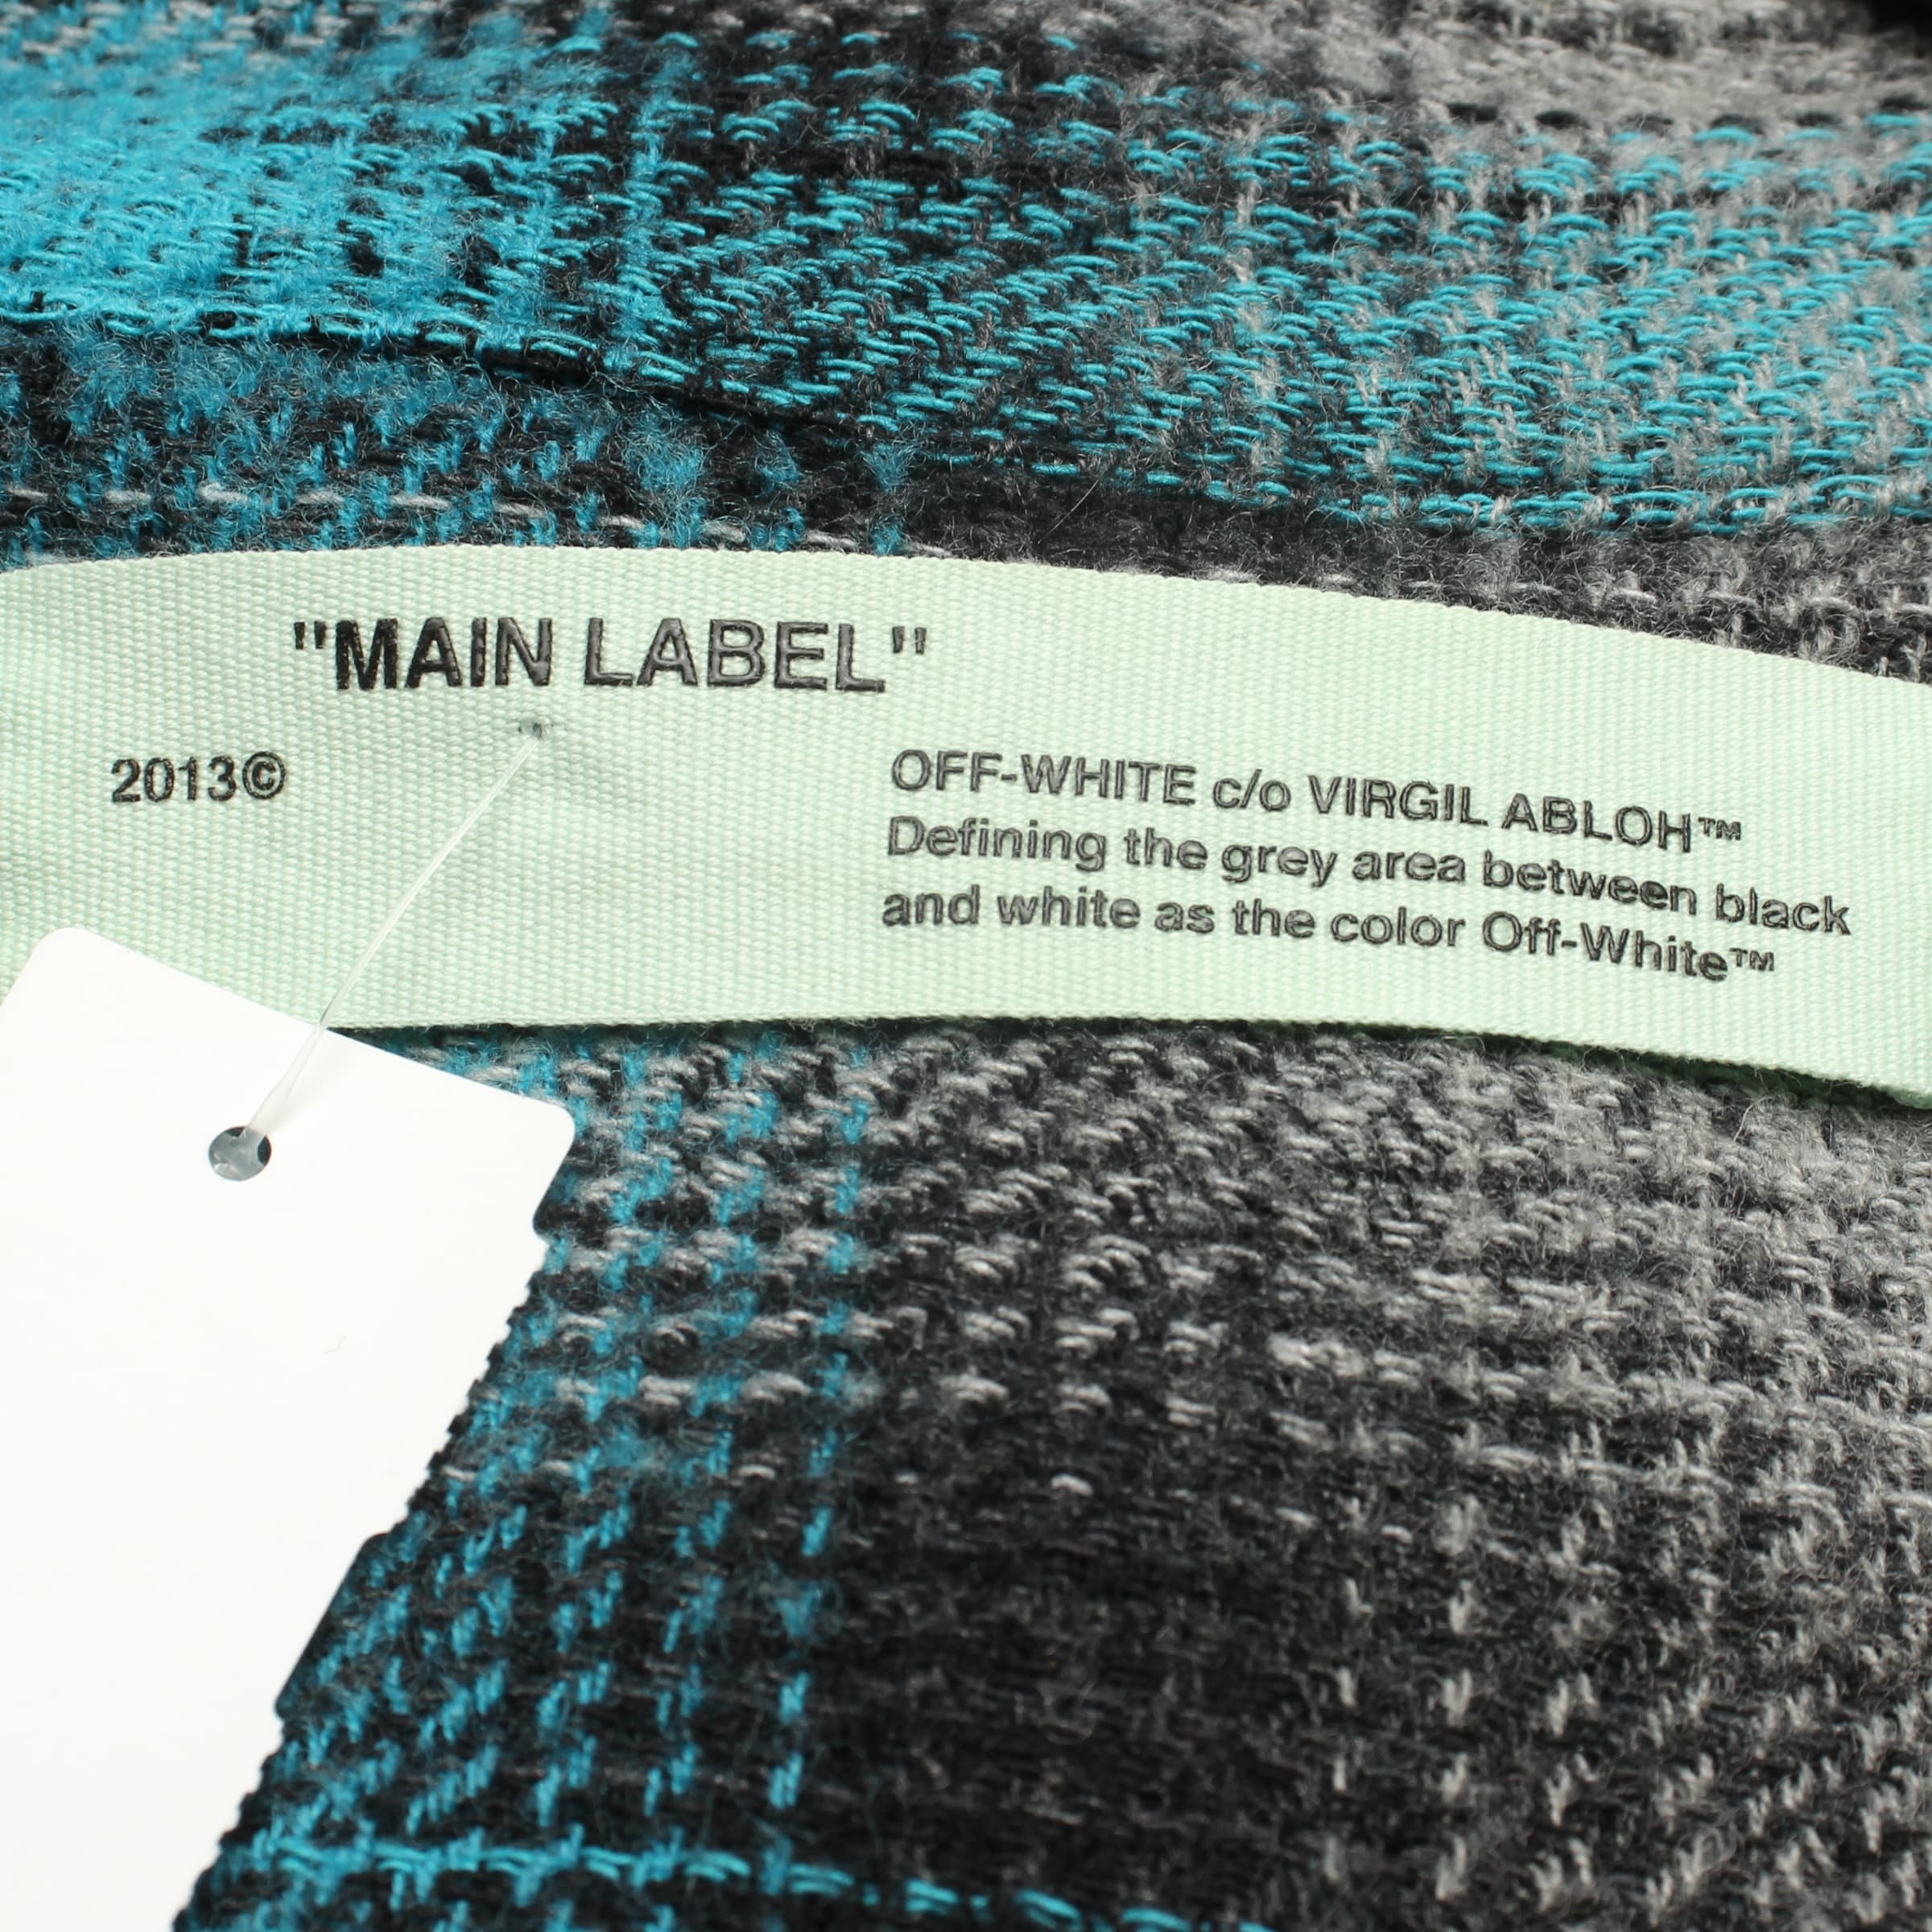 "MAIN LABEL"
2013©
OFF-WHITE c/o VIRGIL ABLOH™
Defining the grey area between black
and white as the color Off-White™